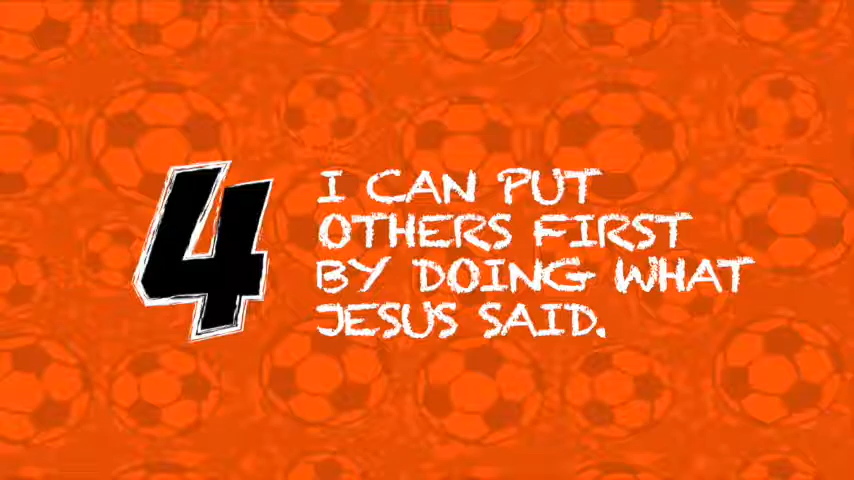 4
I CAN PUT
OTHERS FIRST
BY DOING WHAT
JESUS SAID.